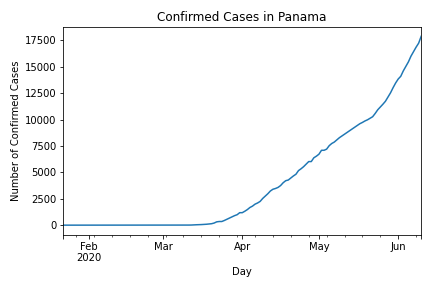 Confirmed Cases in Panama
Number of Confirmed Cases
17500
15000
12500
10000
7500
5000
2500
0
Feb
2020
Mar
Apr
May
Jun
Day